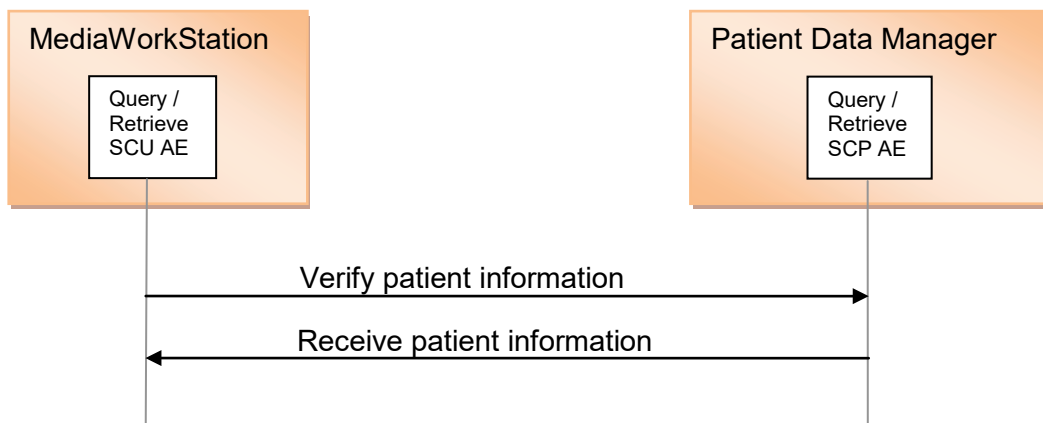 MediaWorkStation
Query /
Retrieve
SCU AE
Patient Data Manager
Query /
Retrieve
SCP AE
Verify patient information
Receive patient information